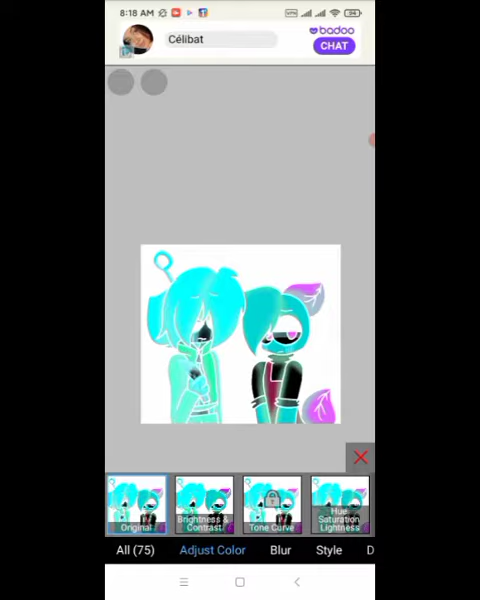 8:18 AM
Célibat
badoo
CHAT
Original
Brightness &
Contrast
Tone Curve
Hue
Saturation
Lightness
All (75)
Adjust Color
Blur
Style
D